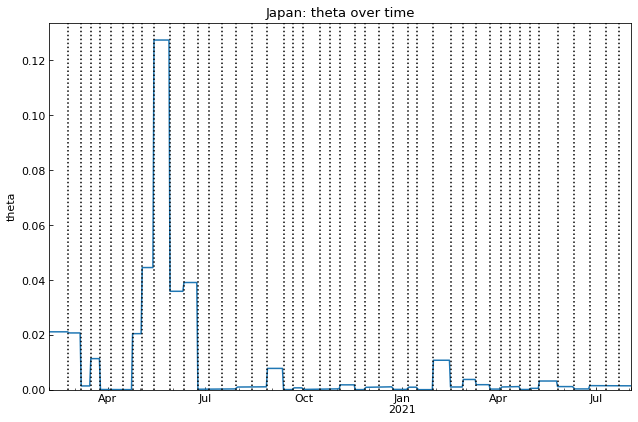 Japan: theta over time
theta
0.12
0.10
0.08
0.06
0.04
0.02
0.00
Apr
Jul
Oct
Jan
2021
Apr
Jul